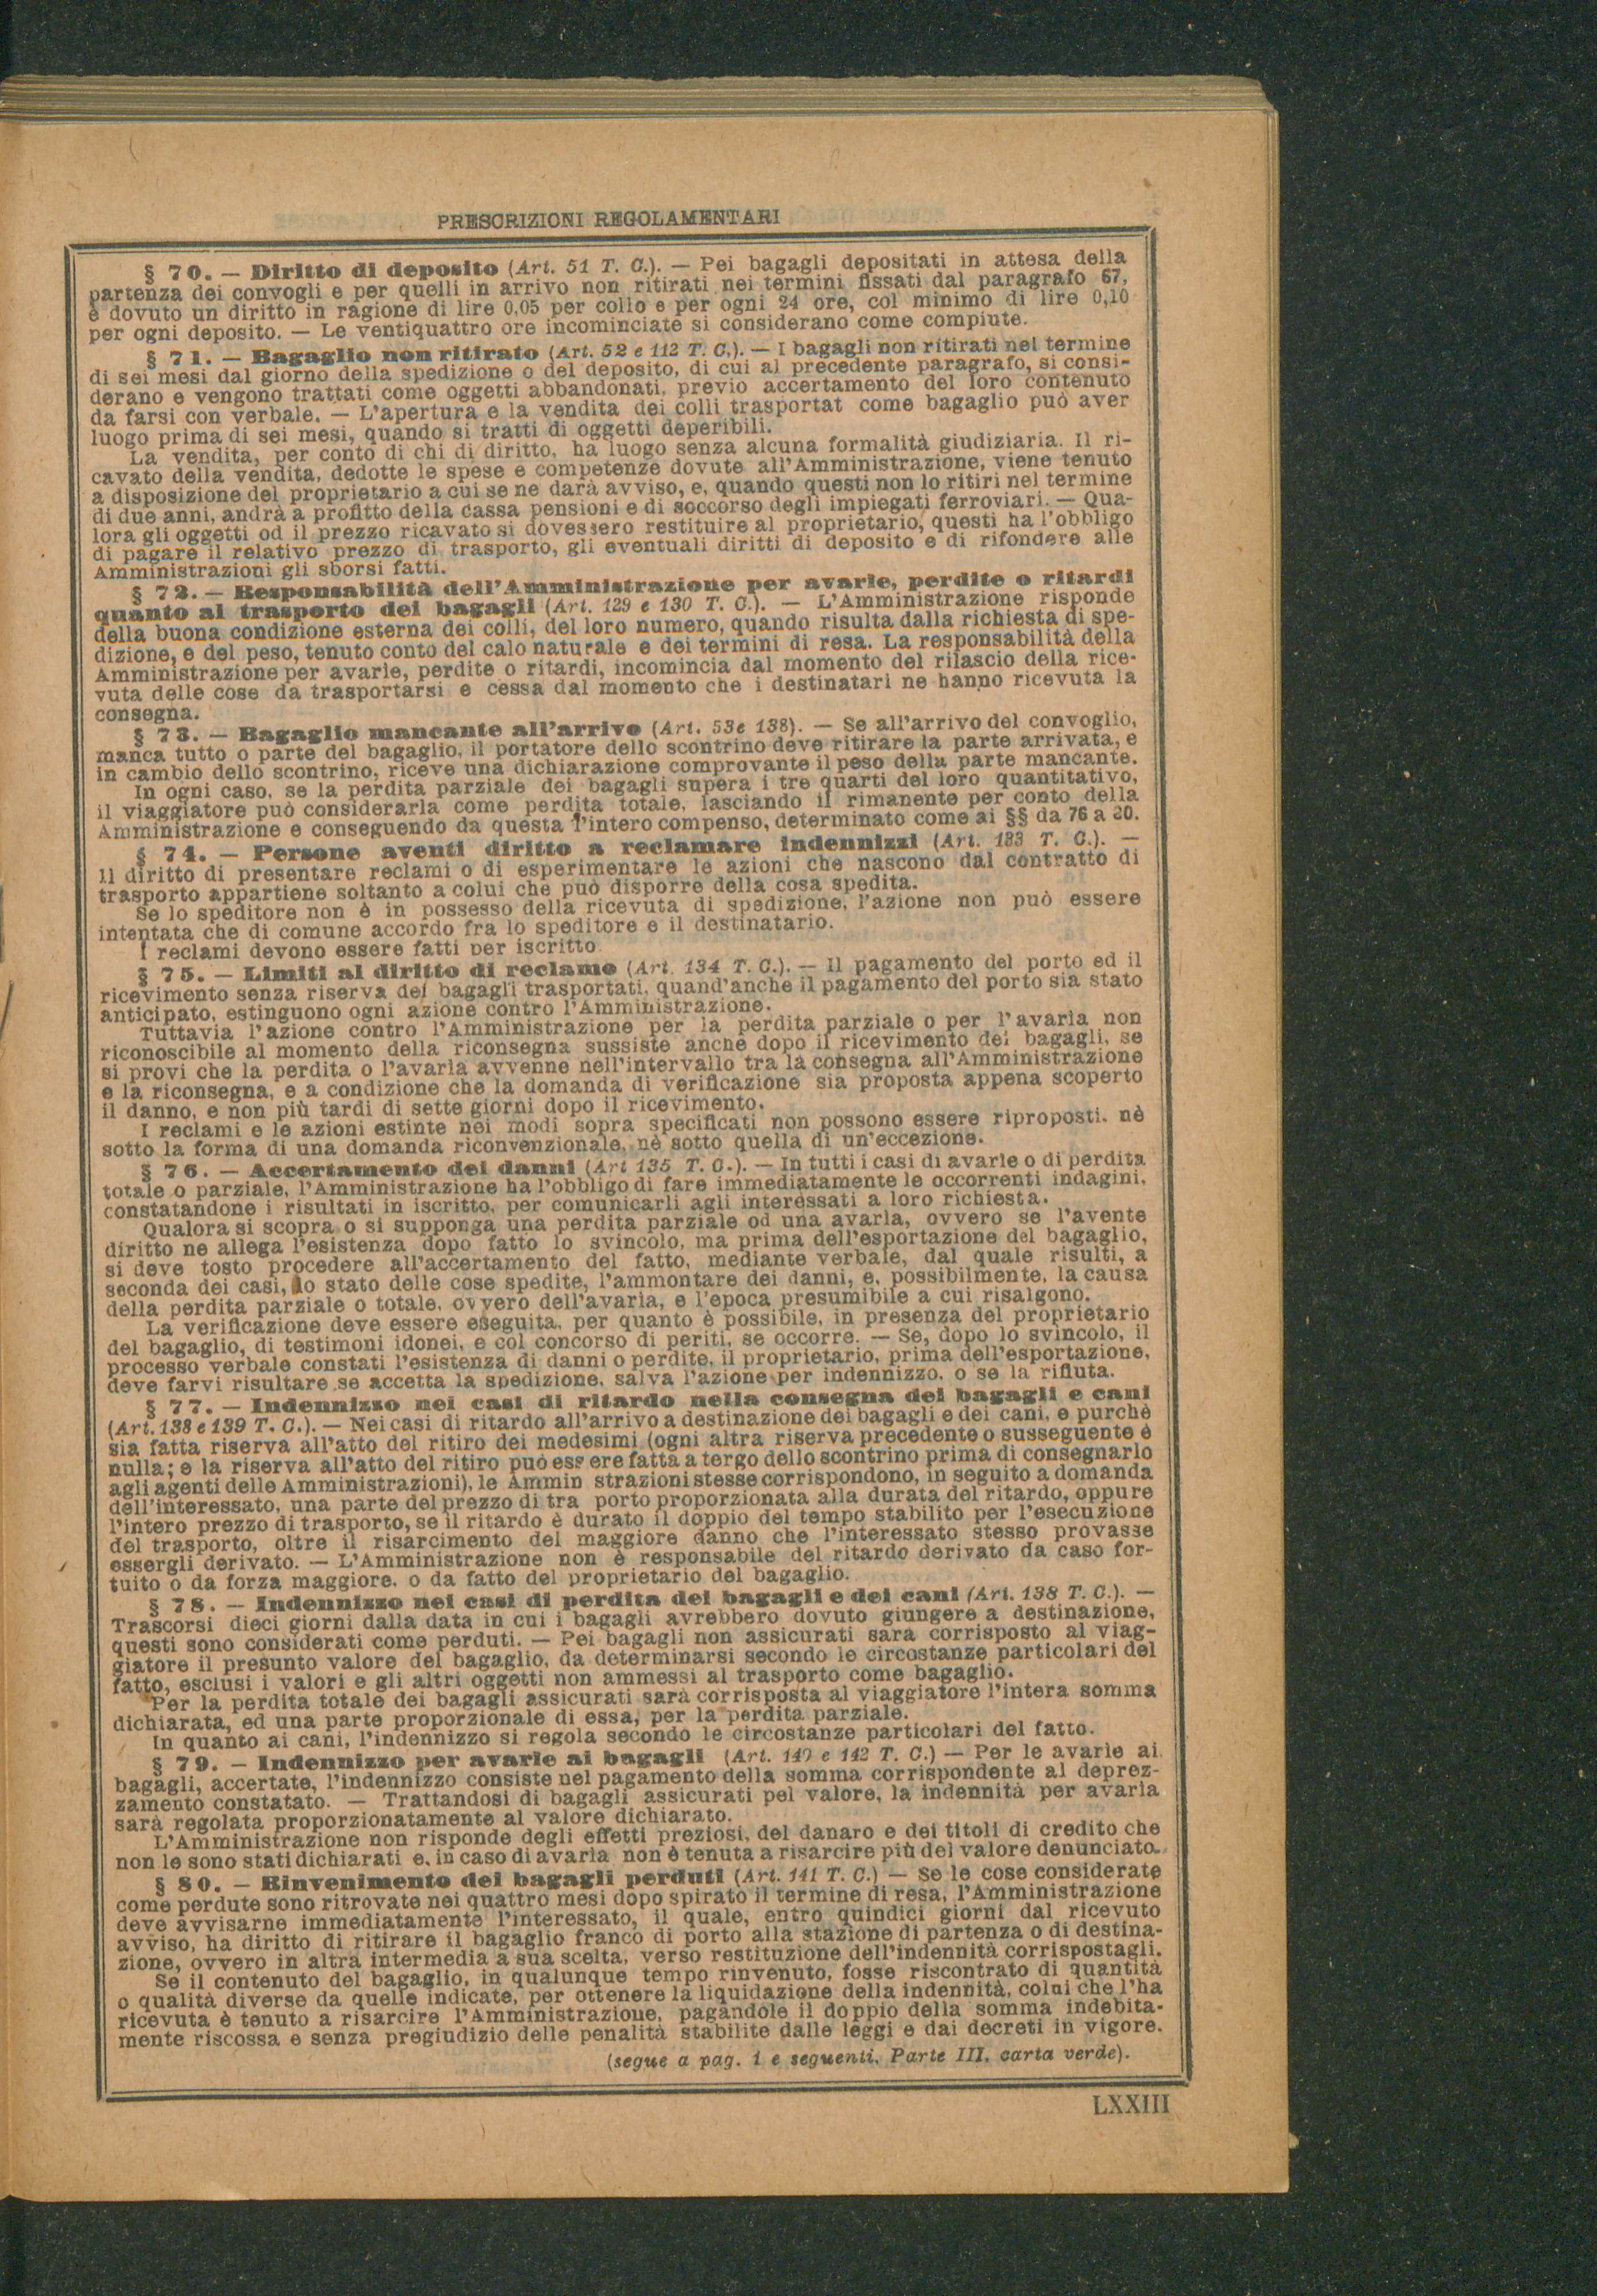 PRESCRIZIONI REGOLAMENTARI
§ 70. — Diritto di deposito (Art. 51 T. C.). — Pei bagagli depositati in attesa della
partenza dei convogli e per quelli in arrivo non ritirati nei termini fissati dal paragrafo 67,
è dovuto un diritto in ragione di lire 0,05 per collo e per ogni 24 ore, col minimo di lire 0,10
per ogni deposito. — Le ventiquattro ore incominciate si considerano come compiute.
§ 71. — Bagaglio non ritirato (Art. 52 e 112 T. C.). — I bagagli non ritirati nel termine
di sei mesi dal giorno della spedizione o del deposito, di cui al precedente paragrafo, si consi-
derano e vengono trattati come oggetti abbandonati, previo accertamento del loro contenuto
da farsi con verbale. — L'apertura e la vendita dei colli trasportat come bagaglio può aver
luogo prima di sei mesi, quando si tratti di oggetti deperibili.
La vendita, per conto di chi di diritto, ha luogo senza alcuna formalità giudiziaria. Il ri-
cavato della vendita, dedotte le spese e competenze dovute all'Amministrazione, viene tenuto
a disposizione del proprietario a cui se ne darà avviso, e, quando questi non lo ritiri nel termine
di due anni, andrà a profitto della cassa pensioni e di soccorso degli impiegati ferroviari. — Qua-
lora gli oggetti od il prezzo ricavato si dovessero restituire al proprietario, questi ha l'obbligo
di pagare il relativo prezzo di trasporto, gli eventuali diritti di deposito e di rifondere alle
Amministrazioni gli sborsi fatti.
§ 72. — Responsabilità dell'Amministrazione per avarìe, perdite o ritardi
quanto al trasporto dei bagagli (Art. 129 e 130 T. C.). — L'Amministrazione risponde
della buona condizione esterna dei colli, del loro numero, quando risulta dalla richiesta di spe-
dizione, e del peso, tenuto conto del calo naturale e dei termini di resa. La responsabilità della
Amministrazione per avarìe, perdite o ritardi, incomincia dal momento del rilascio della rice-
vuta delle cose da trasportarsi e cessa dal momento che i destinatari ne hanno ricevuta la
consegna.
§ 73. — Bagaglio mancante all'arrivo (Art. 53 e 138). — Se all'arrivo del convoglio,
manca tutto o parte del bagaglio, il portatore dello scontrino deve ritirare la parte arrivata, e
in cambio dello scontrino, riceve una dichiarazione comprovante il peso della parte mancante.
In ogni caso, se la perdita parziale dei bagagli supera i tre quarti del loro quantitativo,
il viaggiatore può considerarla come perdita totale, lasciando il rimanente per conto della
Amministrazione e conseguendo da questa l'intero compenso, determinato come ai §§ da 76 a 20.
§ 74. — Persone aventi diritto a reclamare indennizzi (Art. 133 T. C.). —
Il diritto di presentare reclami o di esperimentare le azioni che nascono dal contratto di
trasporto appartiene soltanto a colui che può disporre della cosa spedita.
Se lo speditore non è in possesso della ricevuta di spedizione, l'azione non può essere
intentata che di comune accordo fra lo speditore e il destinatario.
I reclami devono essere fatti per iscritto
§ 75. — Limiti al diritto di reclamo (Art. 134 T. C.). — Il pagamento del porto ed il
ricevimento senza riserva dei bagagli trasportati, quand'anche il pagamento del porto sia stato
anticipato, estinguono ogni azione contro l'Amministrazione.
Tuttavia l'azione contro l'Amministrazione per la perdita parziale o per l'avarìa non
riconoscibile al momento della riconsegna sussiste anche dopo il ricevimento dei bagagli, se
si provi che la perdita o l'avarìa avvenne nell'intervallo tra la consegna all'Amministrazione
e la riconsegna, e a condizione che la domanda di verificazione sia proposta appena scoperto
il danno, e non più tardi di sette giorni dopo il ricevimento.
I reclami e le azioni estinte nei modi sopra specificati non possono essere riproposti, nè
sotto la forma di una domanda riconvenzionale, nè sotto quella di un'eccezione.
§ 76. — Accertamento dei danni (Art 135 T. C.). — In tutti i casi di avarìe o di perdita
totale o parziale, l'Amministrazione ha l'obbligo di fare immediatamente le occorrenti indagini,
constatandone i risultati in iscritto, per comunicarli agli interessati a loro richiesta.
Qualora si scopra o si supponga una perdita parziale od una avarìa, ovvero se l'avente
diritto ne allega l'esistenza dopo fatto lo svincolo, ma prima dell'esportazione del bagaglio,
si deve tosto procedere all'accertamento del fatto, mediante verbale, dal quale risulti, a
seconda dei casi, lo stato delle cose spedite, l'ammontare dei danni, e, possibilmente, la causa
della perdita parziale o totale, ovvero dell'avarìa, e l'epoca presumibile a cui risalgono.
La verificazione deve essere eseguita, per quanto è possibile, in presenza del proprietario
del bagaglio, di testimoni idonei, e col concorso di periti, se occorre. — Se, dopo lo svincolo, il
processo verbale constati l'esistenza di danni o perdite, il proprietario, prima dell'esportazione,
deve farvi risultare se accetta la spedizione, salva l'azione per indennizzo, o se la rifiuta.
§ 77. — Indennizzo nei casi di ritardo nella consegna dei bagagli e cani
(Art. 138 e 139 T. C.). — Nei casi di ritardo all'arrivo a destinazione dei bagagli e dei cani, e purchè
sia fatta riserva all'atto del ritiro dei medesimi (ogni altra riserva precedente o susseguente è
nulla; e la riserva all'atto del ritiro può essere fatta a tergo dello scontrino prima di consegnarlo
agli agenti delle Amministrazioni), le Ammin strazioni stesse corrispondono, in seguito a domanda
dell'interessato, una parte del prezzo di tra porto proporzionata alla durata del ritardo, oppure
l'intero prezzo di trasporto, se il ritardo è durato il doppio del tempo stabilito per l'esecuzione
del trasporto, oltre il risarcimento del maggiore danno che l'interessato stesso provasse
essergli derivato. — L'Amministrazione non è responsabile del ritardo derivato da caso for-
tuito o da forza maggiore, o da fatto del proprietario del bagaglio.
§ 78. — Indennizzo nei casi di perdita dei bagagli e dei cani (Art. 138 T. C.). —
Trascorsi dieci giorni dalla data in cui i bagagli avrebbero dovuto giungere a destinazione,
questi sono considerati come perduti. — Pei bagagli non assicurati sarà corrisposto al viag-
giatore il presunto valore del bagaglio, da determinarsi secondo le circostanze particolari del
fatto, esclusi i valori e gli altri oggetti non ammessi al trasporto come bagaglio.
Per la perdita totale dei bagagli assicurati sarà corrisposta al viaggiatore l'intera somma
dichiarata, ed una parte proporzionale di essa, per la perdita parziale.
In quanto ai cani, l'indennizzo si regola secondo le circostanze particolari del fatto.
§ 79. — Indennizzo per avarìe ai bagagli (Art. 140 e 142 T. C.) — Per le avarìe ai
bagagli, accertate, l'indennizzo consiste nel pagamento della somma corrispondente al deprez-
zamento constatato. — Trattandosi di bagagli assicurati pel valore, la indennità per avarìa
sarà regolata proporzionatamente al valore dichiarato.
L'Amministrazione non risponde degli effetti preziosi, del danaro e dei titoli di credito che
non le sono stati dichiarati e, in caso di avarìa non è tenuta a risarcire più del valore denunciato.
§ 80. — Rinvenimento dei bagagli perduti (Art. 141 T. C.) — Se le cose considerate
come perdute sono ritrovate nei quattro mesi dopo spirato il termine di resa, l'Amministrazione
deve avvisarne immediatamente l'interessato, il quale, entro quindici giorni dal ricevuto
avviso, ha diritto di ritirare il bagaglio franco di porto alla stazione di partenza o di destina-
zione, ovvero in altra intermedia a sua scelta, verso restituzione dell'indennità corrispostagli.
Se il contenuto del bagaglio, in qualunque tempo rinvenuto, fosse riscontrato di quantità
o qualità diverse da quelle indicate, per ottenere la liquidazione della indennità, colui che l'ha
ricevuta è tenuto a risarcire l'Amministrazione, pagandole il doppio della somma indebita-
mente riscossa e senza pregiudizio delle penalità stabilite dalle leggi e dai decreti in vigore.
(segue a pag. 1 e seguenti, Parte III, carta verde).
LXXIII